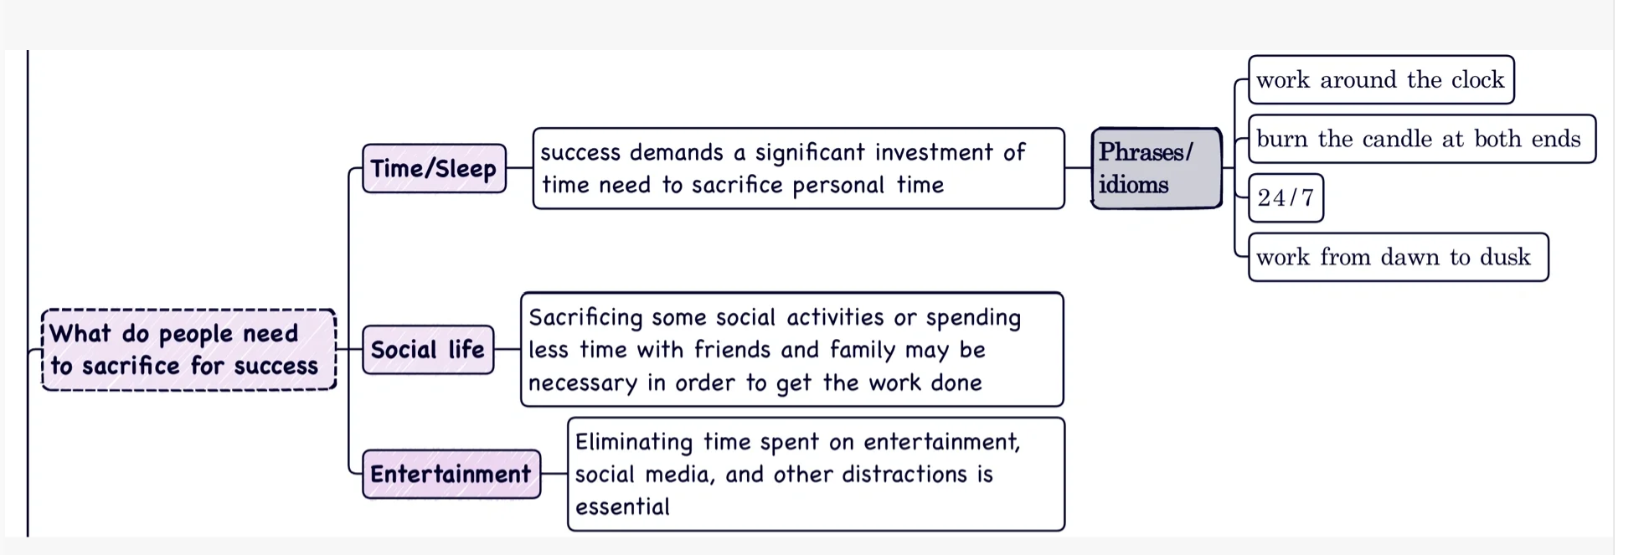 What do people need
to sacrifice for success
Time/Sleep
success demands a significant investment of
time need to sacrifice personal time
Phrases/
idioms
work around the clock
burn the candle at both ends
24/7
work from dawn to dusk
Social life
Sacrificing some social activities or spending
less time with friends and family may be
necessary in order to get the work done
Entertainment
Eliminating time spent on entertainment,
social media, and other distractions is
essential